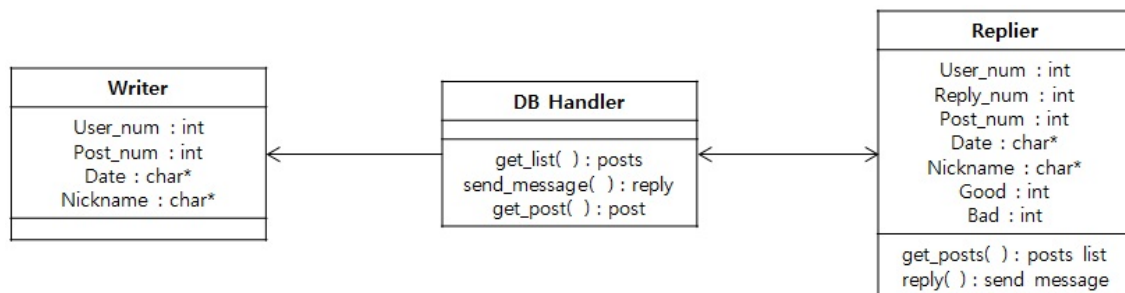 Writer
User_num : int
Post_num : int
Date : char*
Nickname : char*
DB Handler
get_list( ) : posts
send_message( ) : reply
get_post( ) : post
Replier
User_num : int
Reply_num : int
Post_num : int
Date : char*
Nickname : char*
Good : int
Bad : int
get_posts( ) : posts list
reply( ) : send message